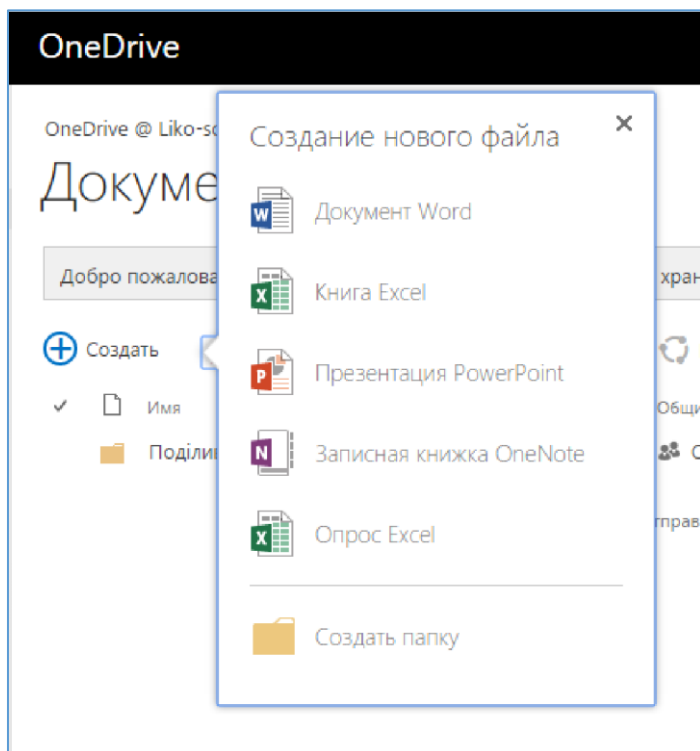 OneDrive
OneDrive @ Liko-sc
Докуме
Добро пожалова
хран
Создание нового файла
Документ Word
Книга Excel
Презентация PowerPoint
Записная книжка OneNote
Опрос Excel
Создать папку
Создать
Имя
Общи
Поділи
С
тправ